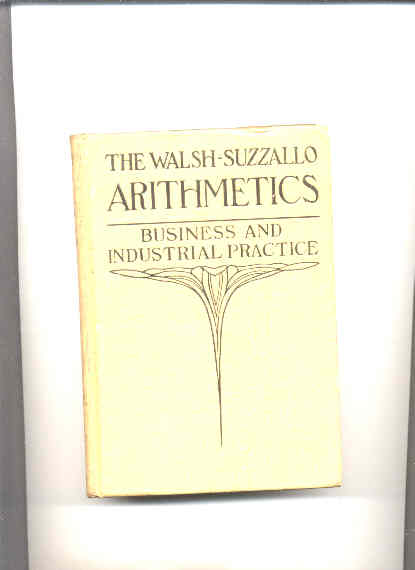 THE WALSH-SUZZALLO
ARITHMETICS
BUSINESS AND
INDUSTRIAL PRACTICE